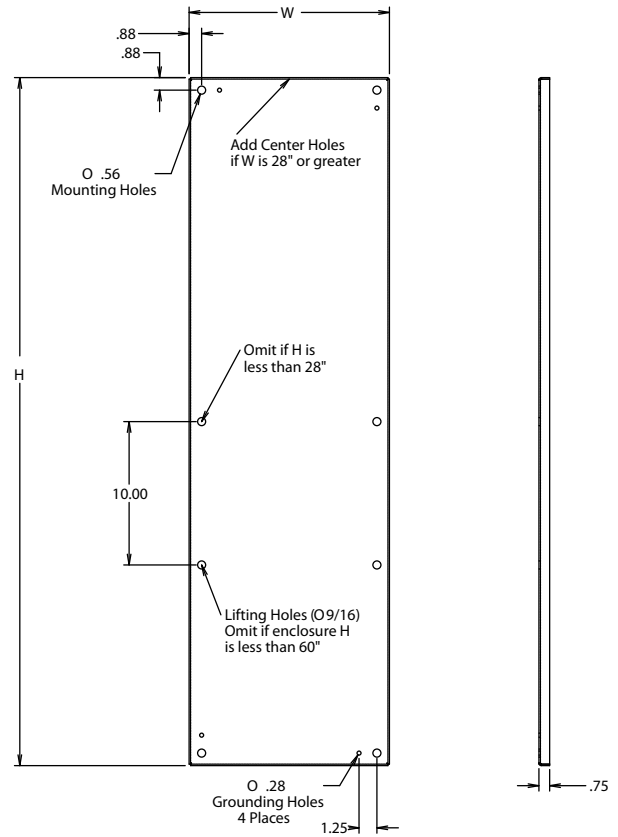 W
.88
.88
Add Center Holes
if W is 28" or greater
O .56
Mounting Holes
Omit if H is
less than 28"
H
10.00
Lifting Holes (O9/16)
Omit if enclosure H
is less than 60"
O .28
Grounding Holes
4 Places
.75
1.25